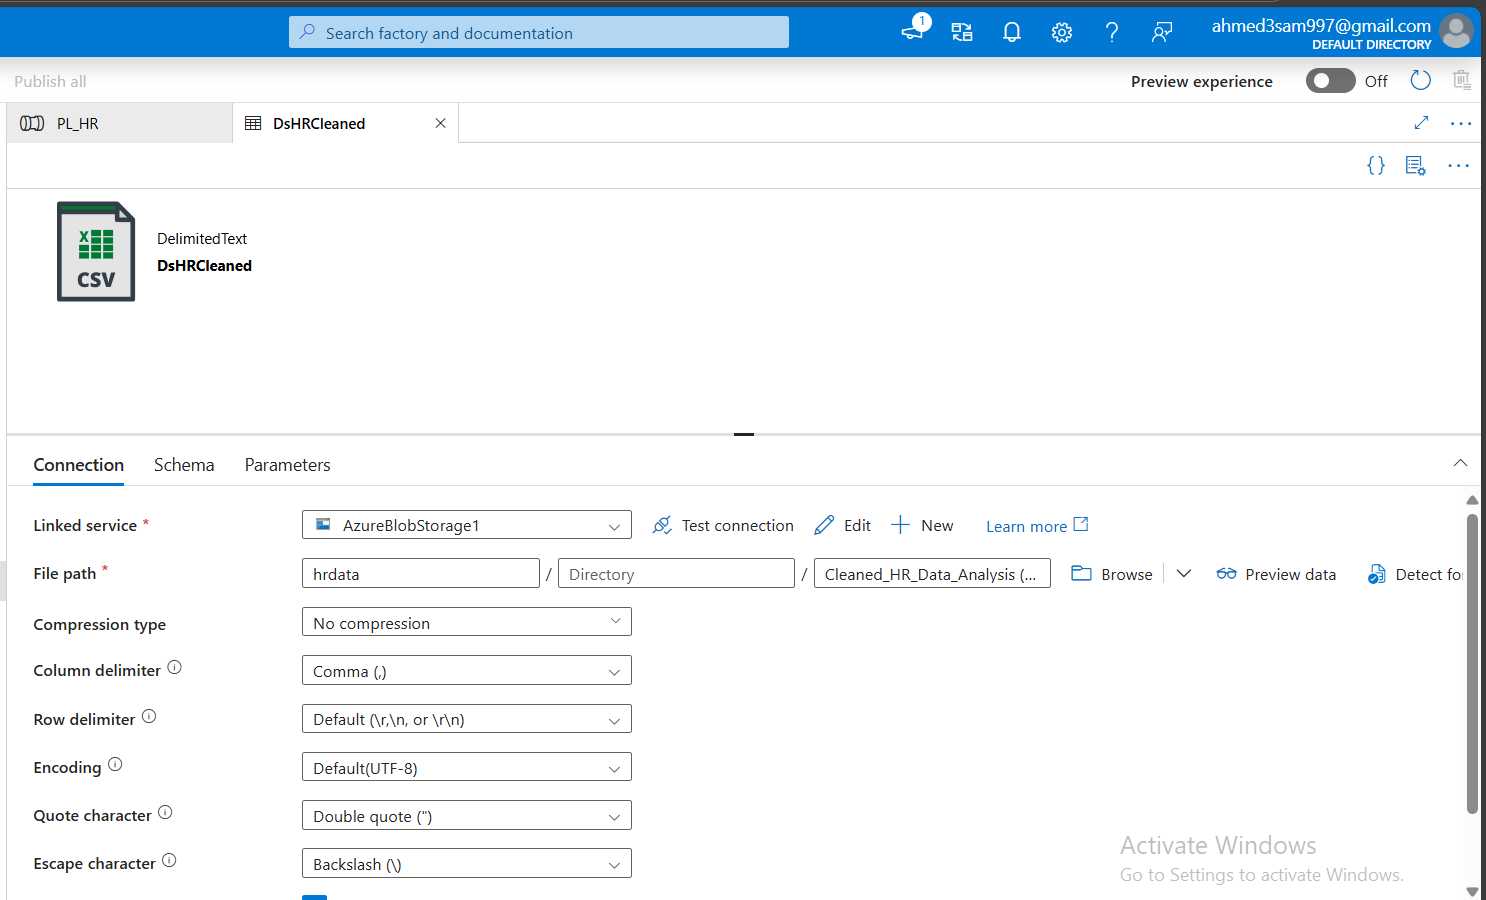 Search factory and documentation
1
ahmed3sam997@gmail.com
DEFAULT DIRECTORY
Publish all
Preview experience
Off
PL_HR
DsHRCleaned
X
CSV
DelimitedText
DsHRCleaned
Connection
Schema
Parameters
Linked service *
AzureBlobStorage1
Test connection
Edit
New
Learn more
File path *
hrdata
/
Directory
/
Cleaned_HR_Data_Analysis (...
Browse
Preview data
Detect for
Compression type
No compression
Column delimiter
Comma (,)
Row delimiter
Default (\r,\n, or \r\n)
Encoding
Default(UTF-8)
Quote character
Double quote (")
Escape character
Backslash (\)
Activate Windows
Go to Settings to activate Windows.